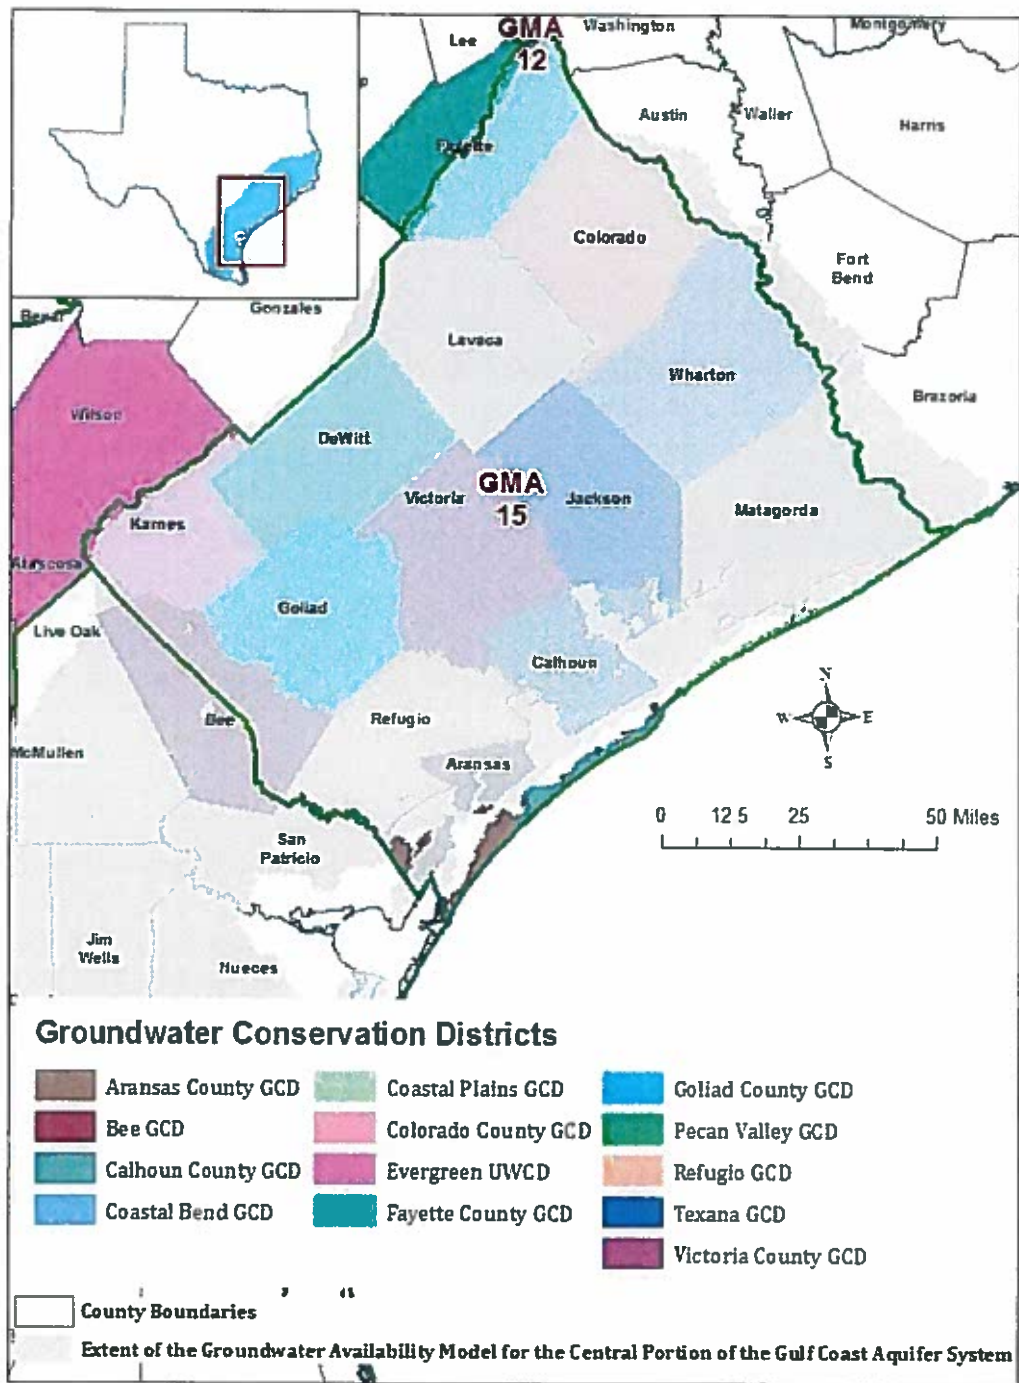 GMA
12
Lee
Washington
Montgomery
Austin
Waller
Harris
Fayette
Colorado
Fort
Bend
Gonzales
Lavaca
Wharton
Brazoria
Wilson
DeWitt
Victoria
GMA
15
Jackson
Matagorda
Karnes
Atascosa
Goliad
Live Oak
Calhoun
Bee
Refugio
McMullen
Aransas
N
W
E
S
San
Patricio
0
12 5
25
50 Miles
Jim
Wells
Nueces
Groundwater Conservation Districts
Aransas County GCD
Bee GCD
Calhoun County GCD
Coastal Bend GCD
Coastal Plains GCD
Colorado County GCD
Evergreen UWCD
Fayette County GCD
Goliad County GCD
Pecan Valley GCD
Refugio GCD
Texana GCD
Victoria County GCD
County Boundaries
Extent of the Groundwater Availability Model for the Central Portion of the Gulf Coast Aquifer System